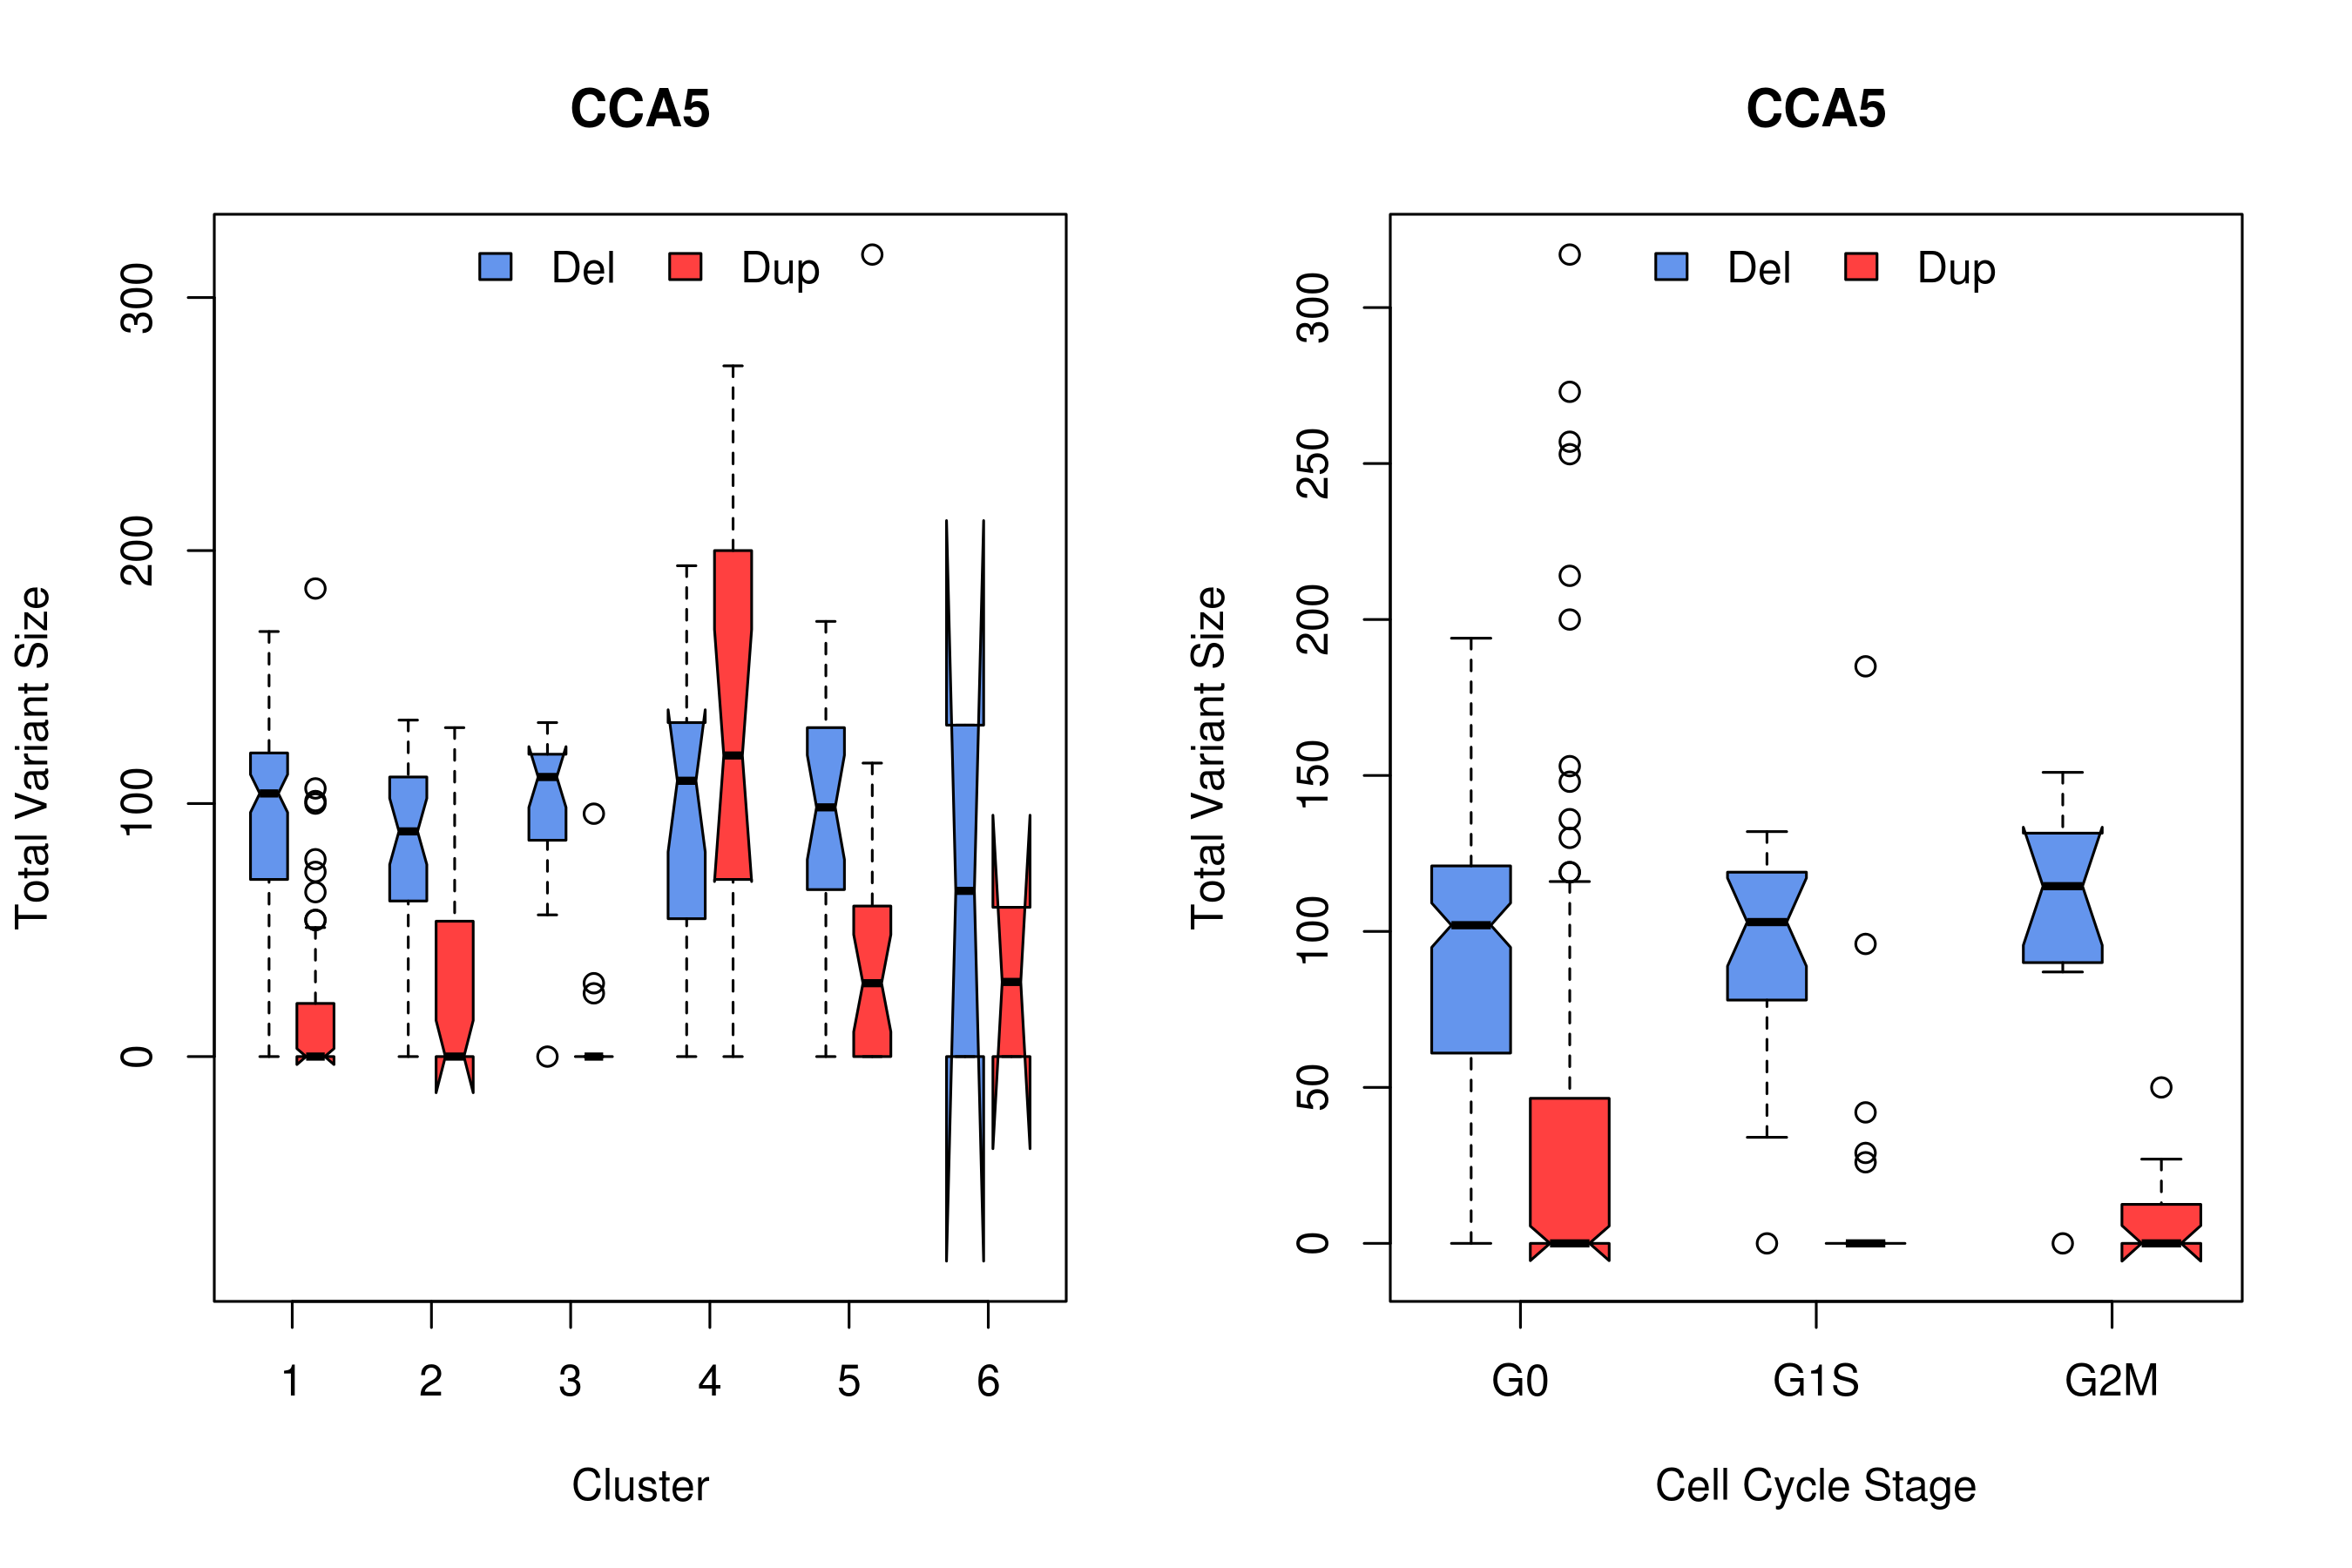 CCA5
Del Dup
Total Variant Size
300
200
100
0
1 2 3 4 5 6
Cluster
CCA5
Del Dup
Total Variant Size
300
250
200
150
100
50
0
G0 G1S G2M
Cell Cycle Stage